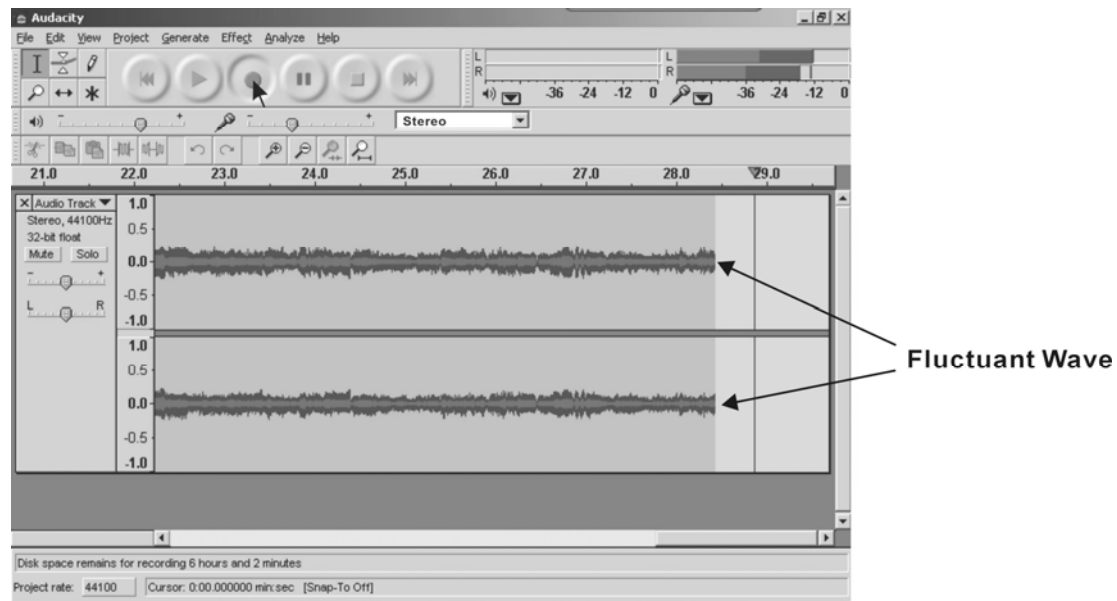 Audacity
File Edit View Project Generate Effect Analyze Help
L
R
-36 -24 -12 0
L
R
-36 -24 -12 0
- +
- +
Stereo
21.0 22.0 23.0 24.0 25.0 26.0 27.0 28.0 29.0
X Audio Track
Stereo, 44100Hz
32-bit float
Mute Solo
- +
L R
1.0
0.5
0.0
-0.5
-1.0
1.0
0.5
0.0
-0.5
-1.0
Fluctuant Wave
Disk space remains for recording 6 hours and 2 minutes
Project rate: 44100 Cursor: 0:00.000000 min:sec [Snap-To Off]